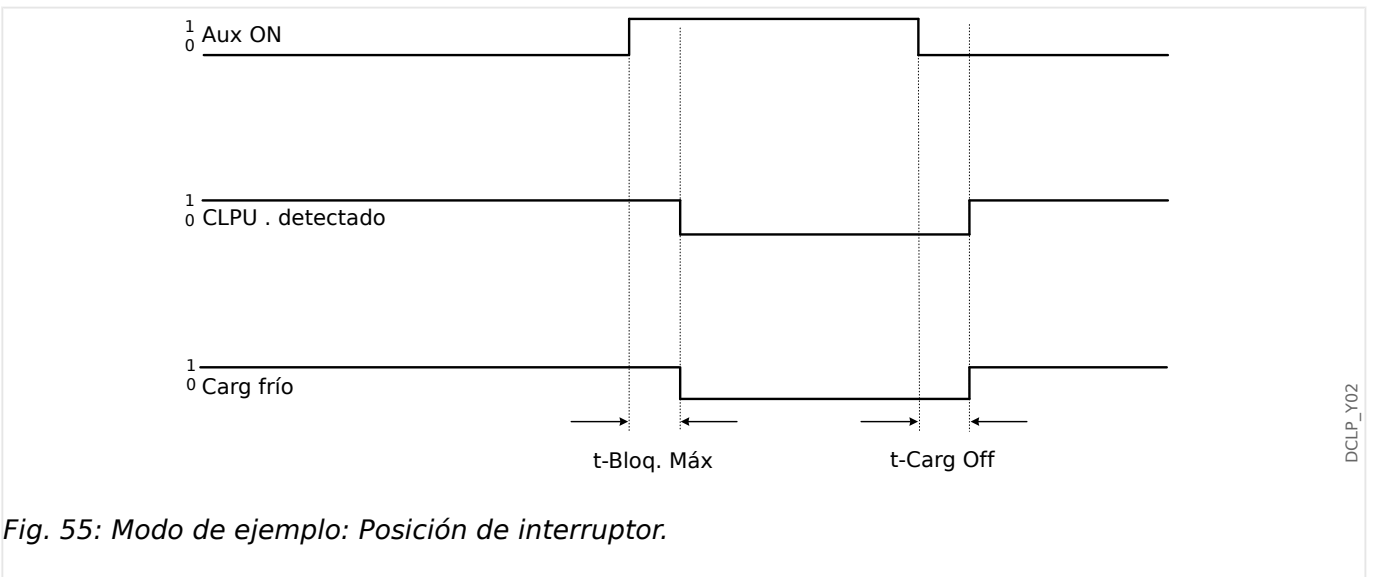 1
0 Aux ON
1
0 CLPU . detectado
1
0 Carg frío
t-Bloq. Máx
t-Carg Off
DCLP_Y02
Fig. 55: Modo de ejemplo: Posición de interruptor.